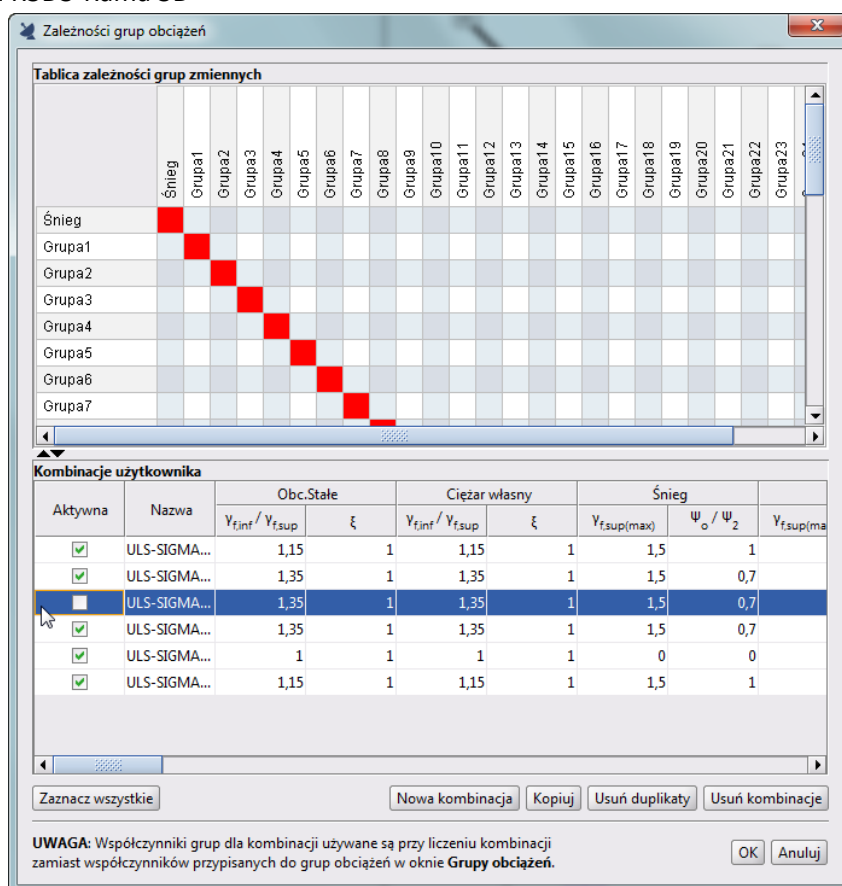 Zależności grup obciążeń
Tablica zależności grup zmiennych
Śnieg Grupa1 Grupa2 Grupa3 Grupa4 Grupa5 Grupa6 Grupa7 Grupa8 Grupa9 Grupa10 Grupa11 Grupa12 Grupa13 Grupa14 Grupa15 Grupa16 Grupa17 Grupa18 Grupa19 Grupa20 Grupa21 Grupa22 Grupa23
Śnieg
Grupa1
Grupa2
Grupa3
Grupa4
Grupa5
Grupa6
Grupa7
Kombinacje użytkownika
Aktywna Nazwa Obc.Stałe Ciężar własny Śnieg
γf,inf / γf,sup ξ γf,inf / γf,sup ξ γf,sup(max) Ψo / Ψ2 γf,sup(ma
ULS-SIGMA... 1,15 1 1,15 1 1,5 1
ULS-SIGMA... 1,35 1 1,35 1 1,5 0,7
ULS-SIGMA... 1,35 1 1,35 1 1,5 0,7
ULS-SIGMA... 1,35 1 1,35 1 1,5 0,7
ULS-SIGMA... 1 1 1 1 0 0
ULS-SIGMA... 1,15 1 1,15 1 1,5 1
Zaznacz wszystkie Nowa kombinacja Kopiuj Usuń duplikaty Usuń kombinacje
UWAGA: Współczynniki grup dla kombinacji używane są przy liczeniu kombinacji
zamiast współczynników przypisanych do grup obciążeń w oknie Grupy obciążeń.
OK Anuluj